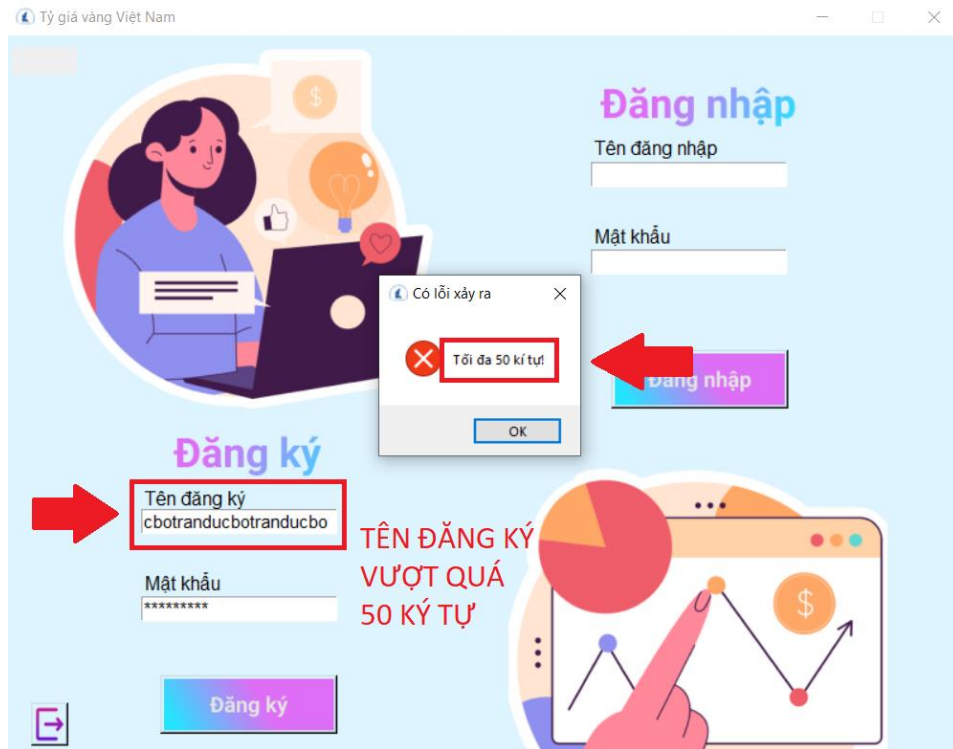 Tỷ giá vàng Việt Nam
Đăng nhập
Tên đăng nhập
Mật khẩu
Có lỗi xảy ra
Tối đa 50 kí tự!
OK
Đăng nhập
Đăng ký
Tên đăng ký
cbotranducbotranducbo
TÊN ĐĂNG KÝ
VƯỢT QUÁ
50 KÝ TỰ
Mật khẩu
*********
Đăng ký
$
$